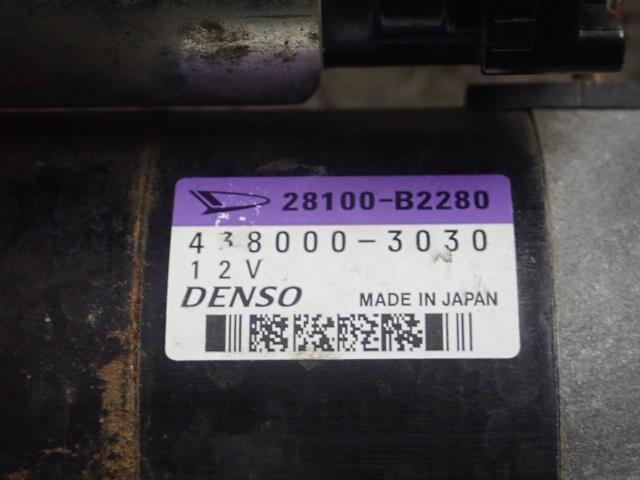 28100-B2280
438000-3030
12V
DENSO MADE IN JAPAN